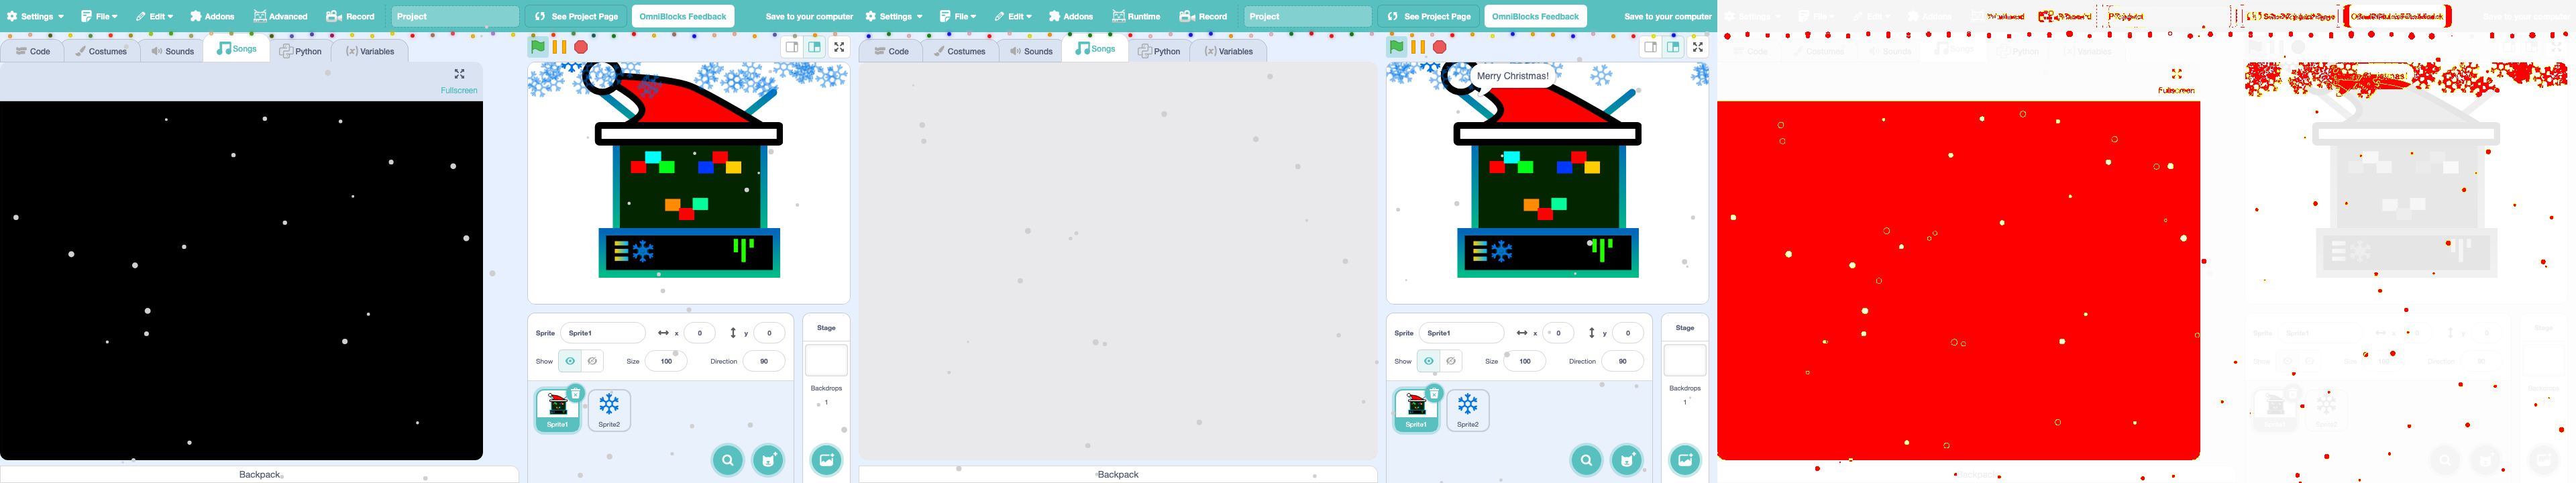 Settings File Edit Addons Advanced Record Project See Project Page OmniBlocks Feedback Save to your computer
Code Costumes Sounds Songs Python (x) Variables
Fullscreen
Sprite Sprite1 x 0 y 0
Show Size 100 Direction 90
Stage
Backdrops
1
Sprite1 Sprite2
Backpack
Settings File Edit Addons Runtime Record Project See Project Page OmniBlocks Feedback Save to your computer
Code Costumes Sounds Songs Python (x) Variables
Merry Christmas!
Sprite Sprite1 x 0 y 0
Show Size 100 Direction 90
Stage
Backdrops
1
Sprite1 Sprite2
Backpack
Fullscreen